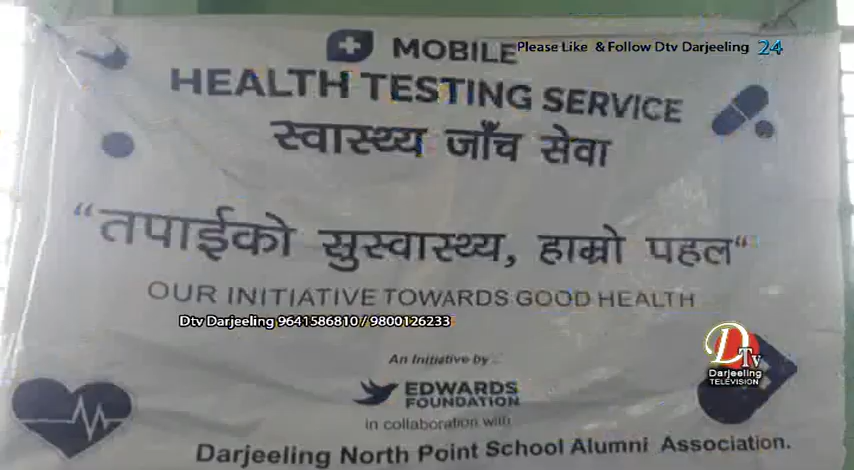 MOBILE
Please Like & Follow Dtv Darjeeling 24
HEALTH TESTING SERVICE
स्वास्थ्य जाँच सेवा
“तपाईको सुस्वास्थ्य, हाम्रो पहल“
OUR INITIATIVE TOWARDS GOOD HEALTH
Dtv Darjeeling 9641586810 / 9800126233
An Initiative by
EDWARDS
FOUNDATION
in collaboration with
Darjeeling North Point School Alumni Association.
DTv
Darjeeling
TELEVISION